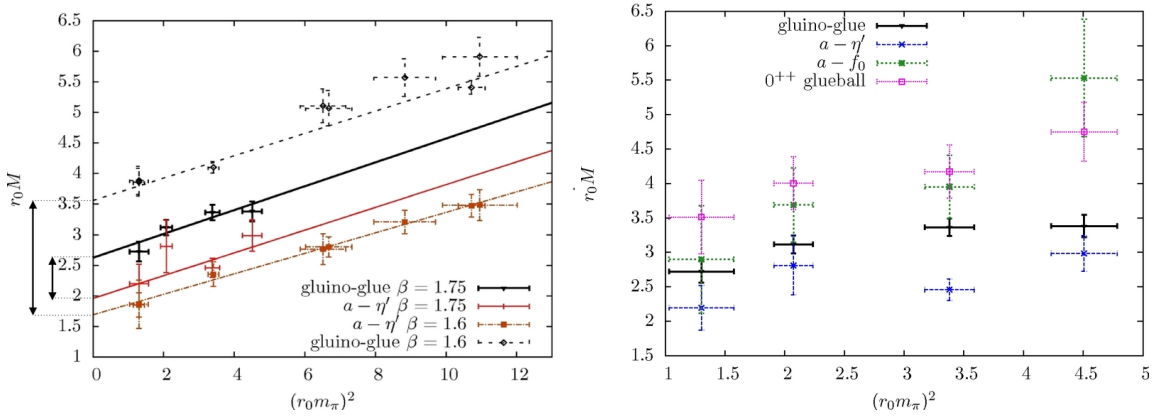 6.5
6
5.5
5
4.5
4
3.5
3
2.5
2
1.5
1
r₀M
0 2 4 6 8 10 12
(r₀m_π)²
gluino-glue β = 1.75
a − η′ β = 1.75
a − η′ β = 1.6
gluino-glue β = 1.6
6.5
6
5.5
5
4.5
4
3.5
3
2.5
2
1.5
r₀M
gluino-glue
a − η′
a − f₀
0⁺⁺ glueball
1 1.5 2 2.5 3 3.5 4 4.5 5
(r₀m_π)²